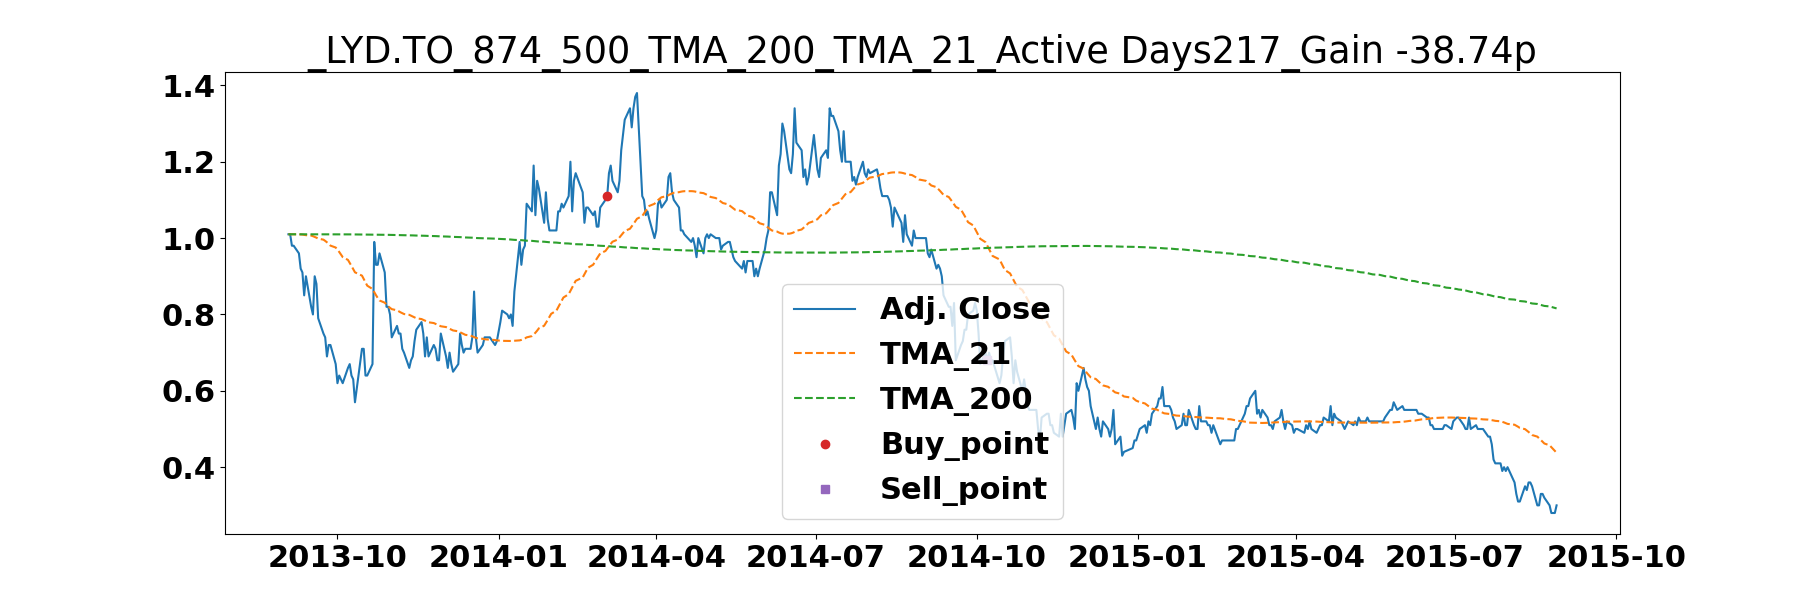 _LYD.TO_874_500_TMA_200_TMA_21_Active Days217_Gain -38.74p
1.4
1.2
1.0
0.8
0.6
0.4
Adj. Close
TMA_21
TMA_200
Buy_point
Sell_point
2013-10 2014-01 2014-04 2014-07 2014-10 2015-01 2015-04 2015-07 2015-10